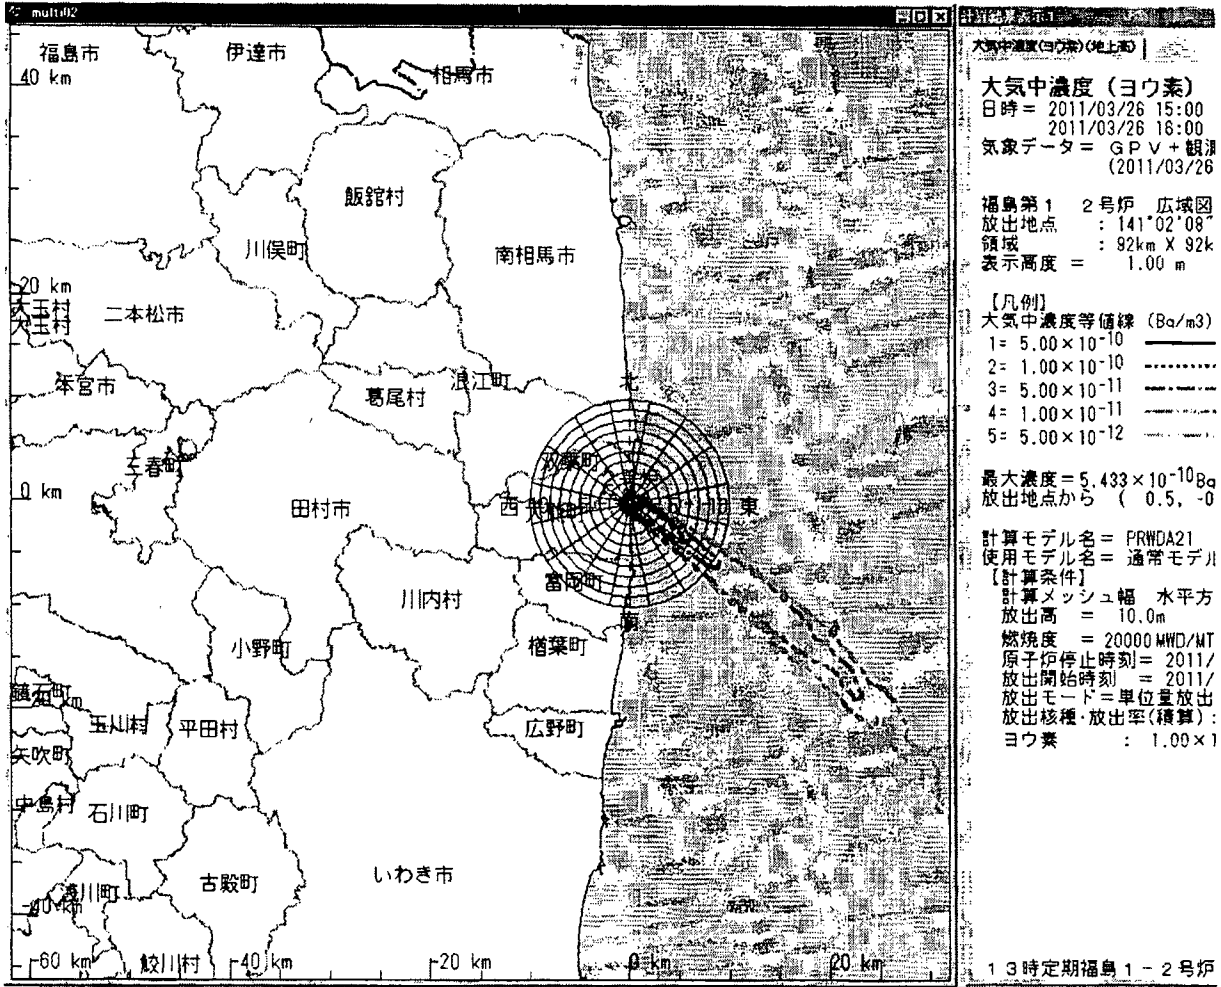 multi02
福島市
伊達市
相馬市
40 km
飯舘村
川俣町
南相馬市
20 km
大玉村
大玉村
二本松市
本宮市
浪江町
北
葛尾村
双葉町
三春町
0 km
田村市
西
東
富岡町
川内村
南
小野町
楢葉町
鏡石町
玉川村
平田村
広野町
矢吹町
中島村
石川町
いわき市
古殿町
浅川町
-40 km
鮫川村
-60 km
-40 km
-20 km
0 km
20 km
計算結果表示1
大気中濃度(ヨウ素)(地上高)
大気中濃度(ヨウ素)
日時= 2011/03/26 15:00
2011/03/26 16:00
気象データ= GPV+観測
(2011/03/26
福島第1 2号炉 広域図
放出地点 : 141°02'08"
領域 : 92km X 92k
表示高度 = 1.00 m
【凡例】
大気中濃度等値線 (Bq/m3)
1= 5.00×10-10
2= 1.00×10-10
3= 5.00×10-11
4= 1.00×10-11
5= 5.00×10-12
最大濃度=5.433×10-10Bq
放出地点から ( 0.5, -0
計算モデル名= PRWDA21
使用モデル名= 通常モデル
【計算条件】
計算メッシュ幅 水平方
放出高 = 10.0m
燃焼度 = 20000MWD/MT
原子炉停止時刻= 2011/
放出開始時刻 = 2011/
放出モード=単位量放出
放出核種・放出率(積算):
ヨウ素 : 1.00×1
13時定期福島1-2号炉